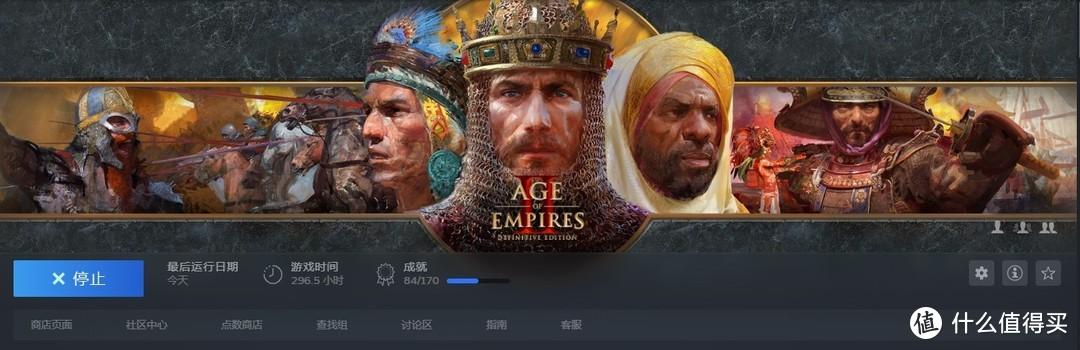 AGE
OF
EMPIRES
II
DEFINITIVE EDITION
停止
最后运行日期
今天
游戏时间
296.5 小时
成就
84/170
商店页面
社区中心
点数商店
查找组
讨论区
指南
客服
值 什么值得买